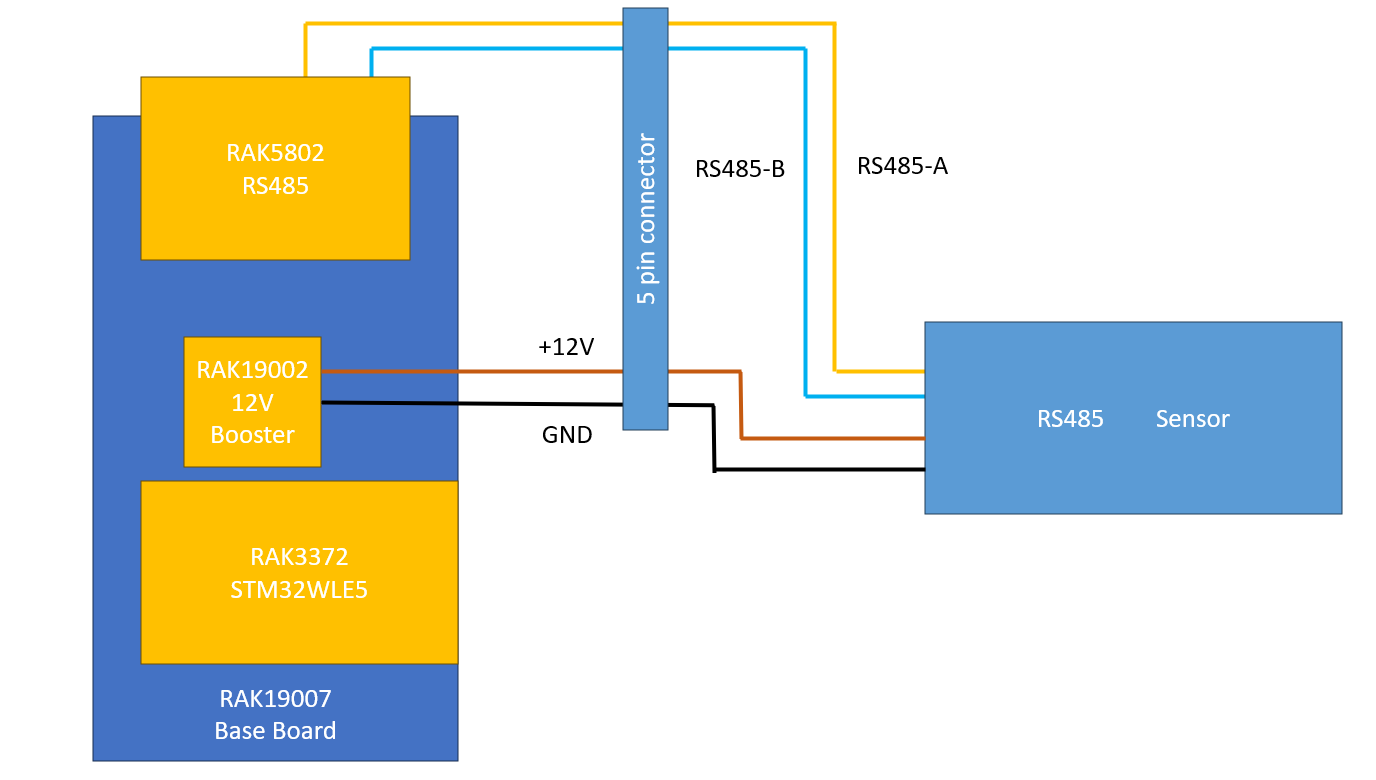 RAK5802
RS485
5 pin connector
RS485-B
RS485-A
+12V
RAK19002
12V
Booster
GND
RS485 Sensor
RAK3372
STM32WLE5
RAK19007
Base Board